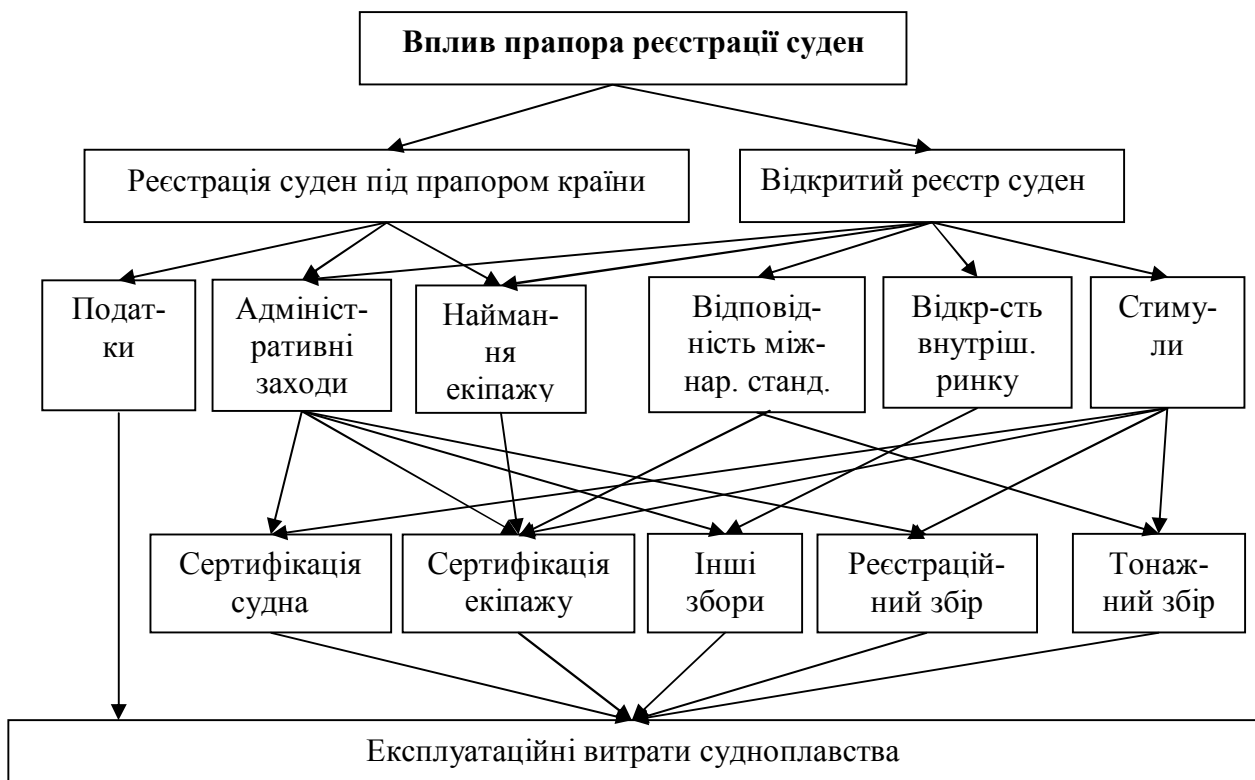 Вплив прапора реєстрації суден
Реєстрація суден під прапором країни
Відкритий реєстр суден
Подат-
ки
Адмініст-
ративні
заходи
Найман-
ня
екіпажу
Відповід-
ність між-
нар. станд.
Відкр-сть
внутріш.
ринку
Стиму-
ли
Сертифікація
судна
Сертифікація
екіпажу
Інші
збори
Реєстрацій-
ний збір
Тонаж-
ний збір
Експлуатаційні витрати судноплавства